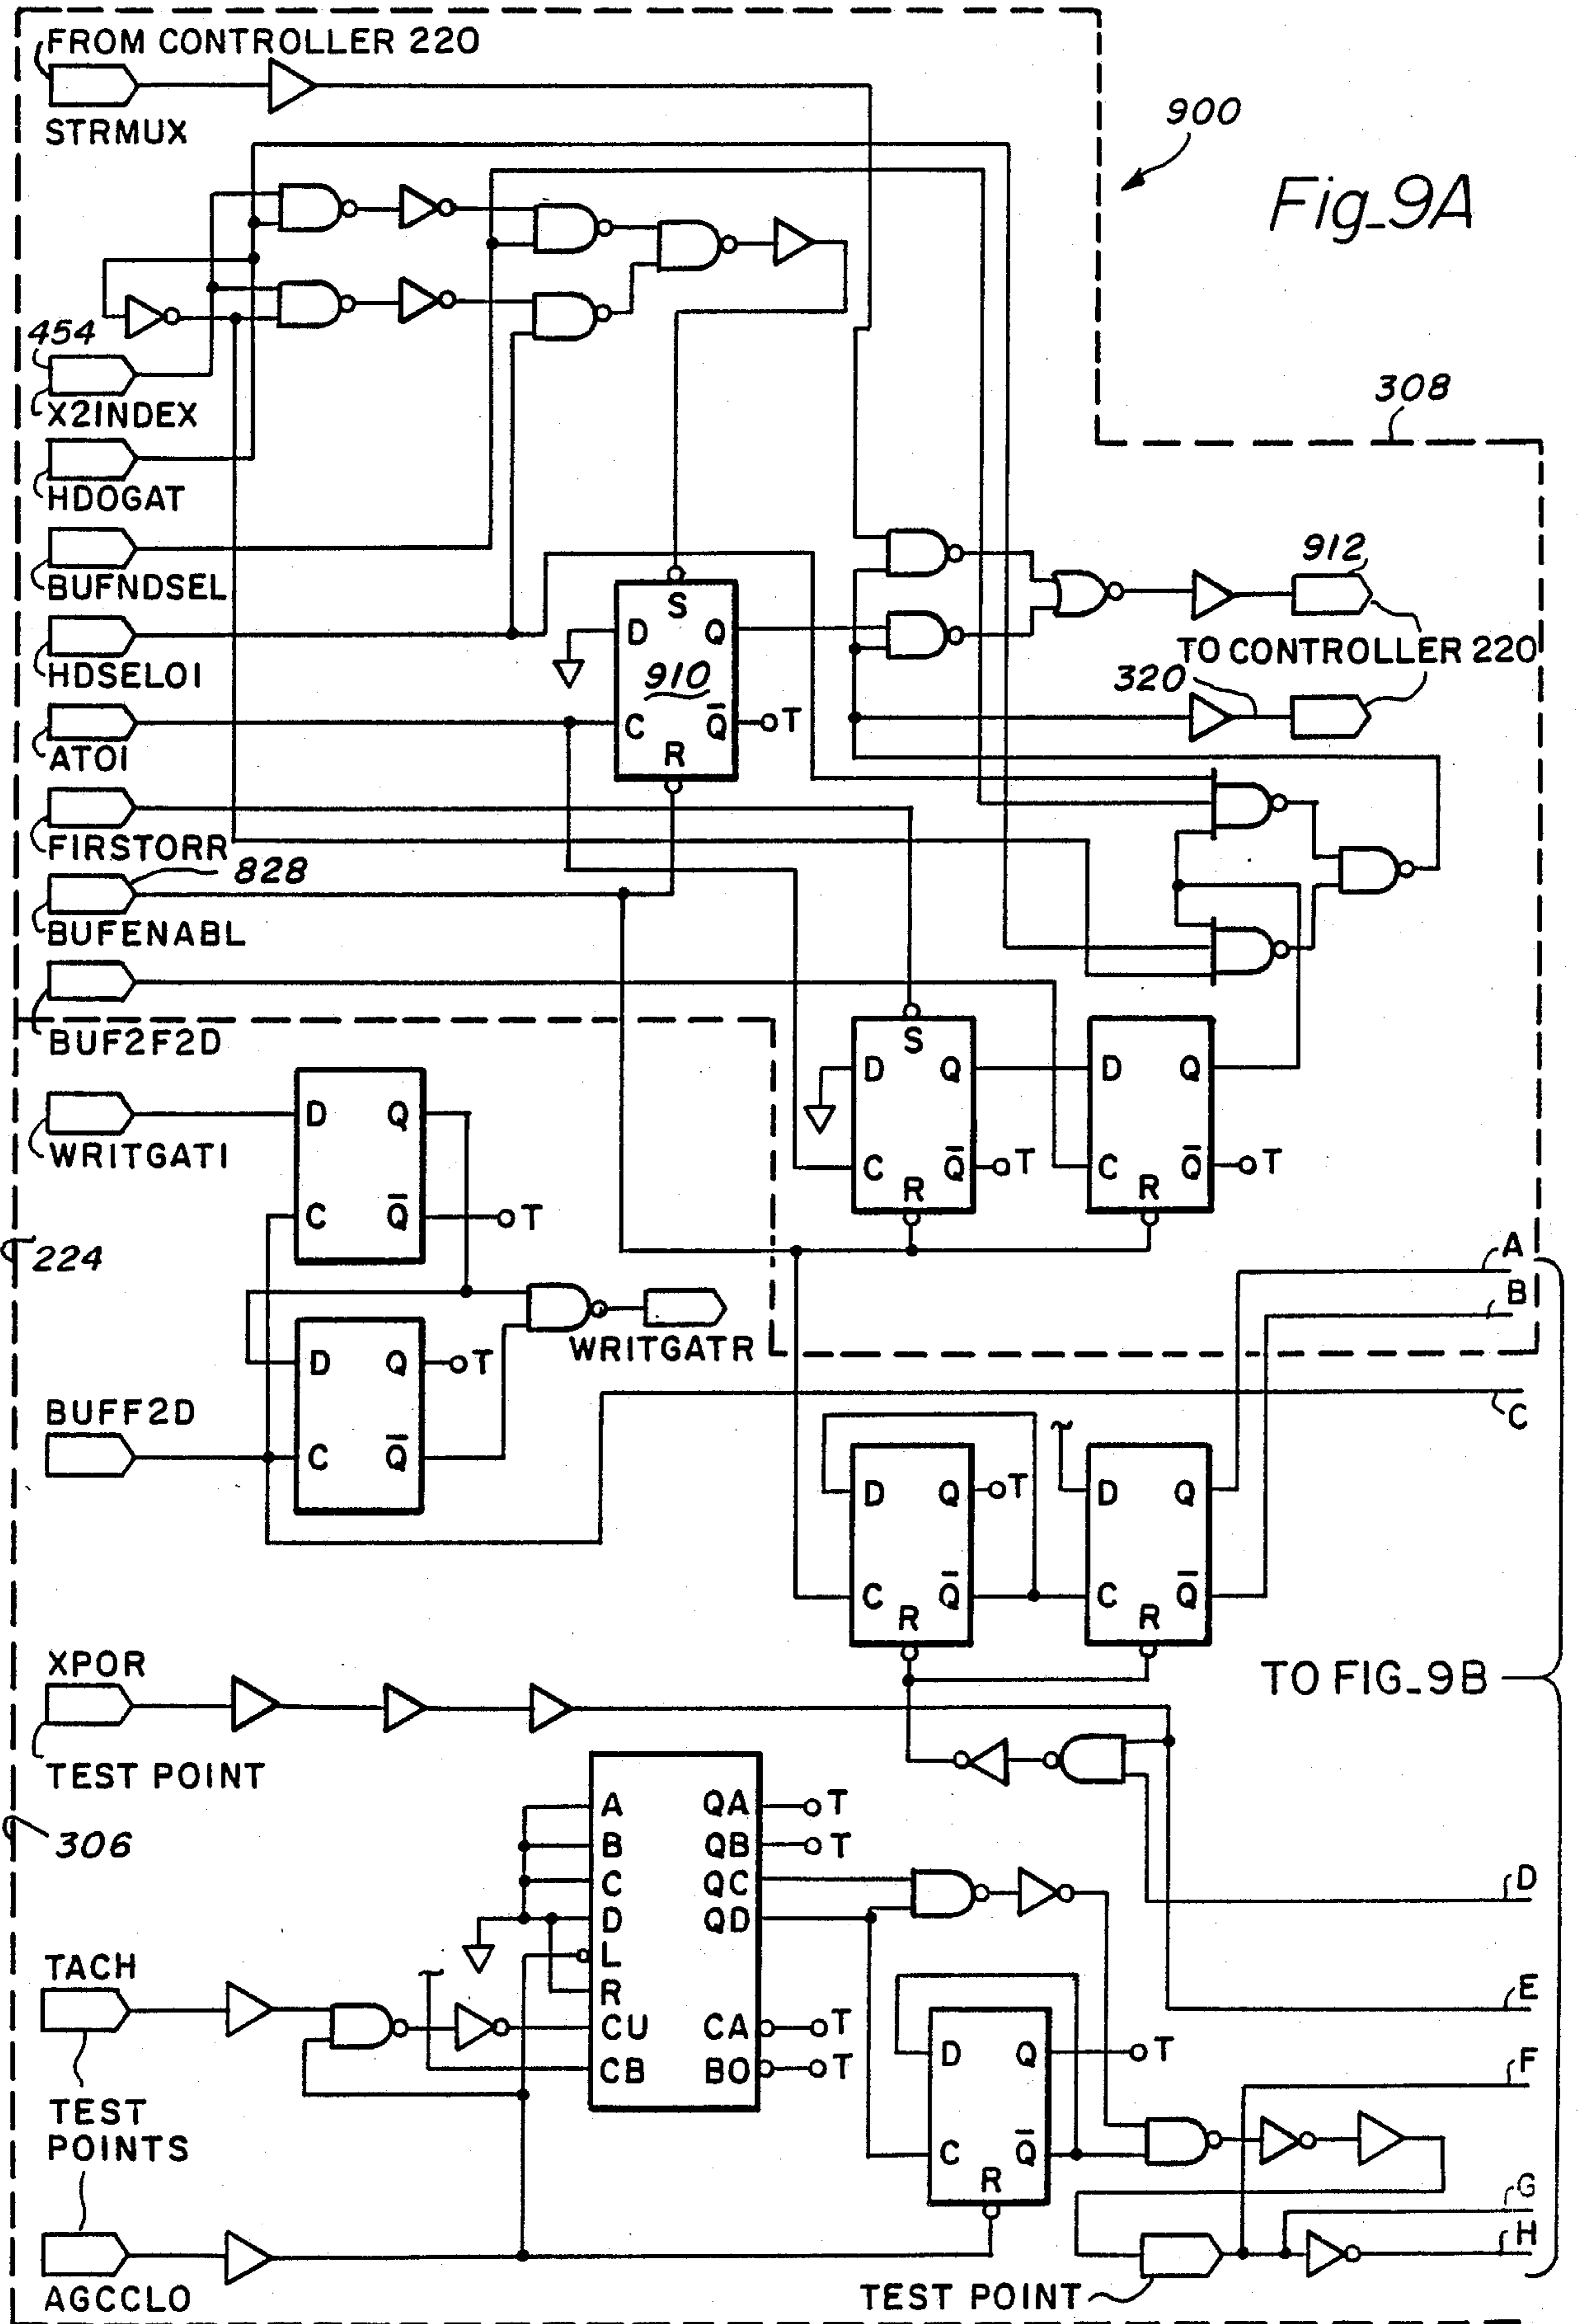 FROM CONTROLLER 220
STRMUX
900
Fig_9A
454
X2INDEX
308
HDOGAT
BUFNDSEL
912
S
D Q
HDSELO1
TO CONTROLLER 220
910
320
C Q̅ T
R
ATO1
FIRSTORR
828
BUFENABL
BUF2F2D
S
D Q
D Q
WRITGAT1
D Q
C Q̅ T
R
C Q̅ T
R
C Q̅ T
224
A
B
WRITGATR
D Q T
BUFF2D
C
C Q̅
D Q T
D Q
C Q̅
R
C Q̅
R
XPOR
TO FIG_9B
TEST POINT
A QA T
306
B QB T
C QC
D
D QD
L
TACH
R
E
CU CA T
D Q T
F
CB BO T
TEST
POINTS
C Q̅
R
G
H
AGCCLO
TEST POINT